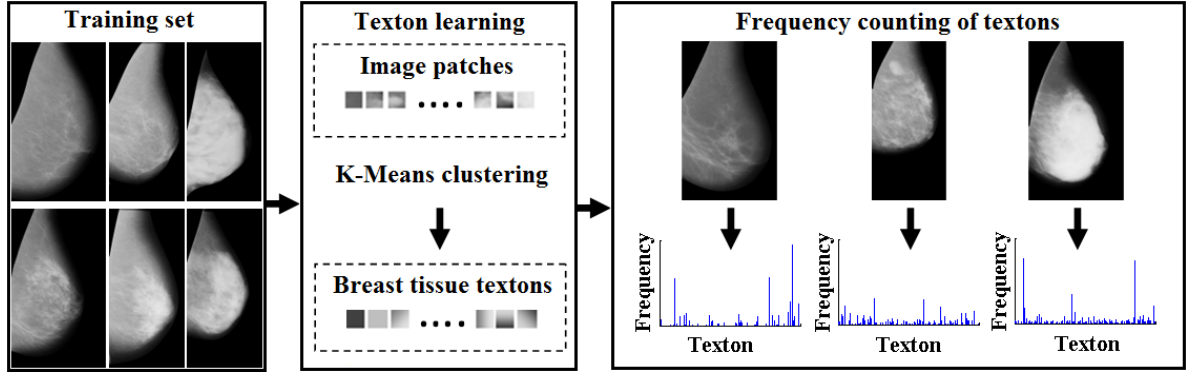 Training set
Texton learning
Image patches
K-Means clustering
Breast tissue textons
Frequency counting of textons
Frequency
Texton
Frequency
Texton
Frequency
Texton